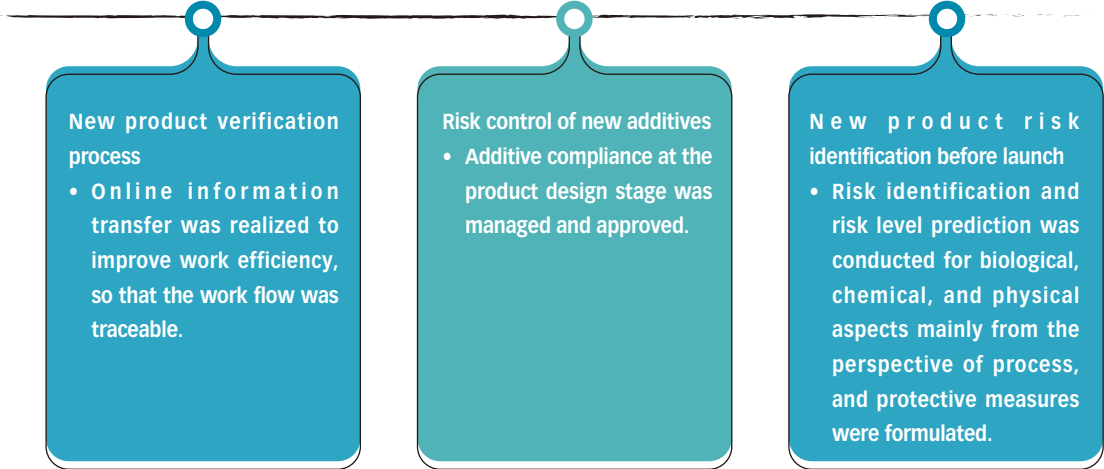 New product verification
process
• Online information
transfer was realized to
improve work efficiency,
so that the work flow was
traceable.
Risk control of new additives
• Additive compliance at the
product design stage was
managed and approved.
New product risk
identification before launch
• Risk identification and
risk level prediction was
conducted for biological,
chemical, and physical
aspects mainly from the
perspective of process,
and protective measures
were formulated.